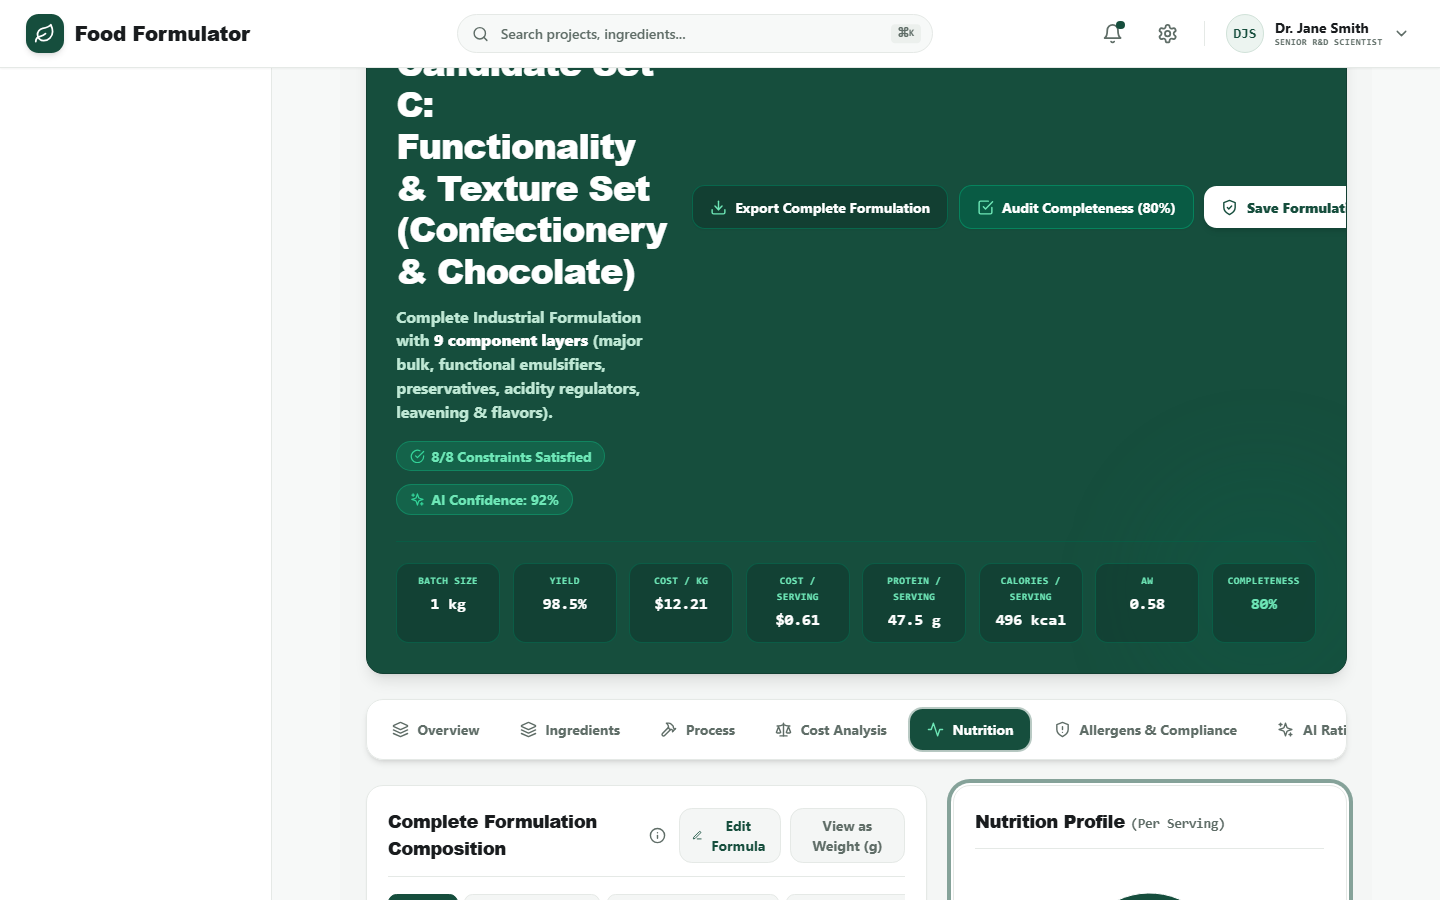 Food Formulator
Search projects, ingredients...
⌘K
DJS
Dr. Jane Smith
SENIOR R&D SCIENTIST
Candidate Set
C:
Functionality
& Texture Set
(Confectionery
& Chocolate)
Export Complete Formulation
Audit Completeness (80%)
Save Formulati
Complete Industrial Formulation
with 9 component layers (major
bulk, functional emulsifiers,
preservatives, acidity regulators,
leavening & flavors).
8/8 Constraints Satisfied
AI Confidence: 92%
BATCH SIZE
1 kg
YIELD
98.5%
COST / KG
$12.21
COST /
SERVING
$0.61
PROTEIN /
SERVING
47.5 g
CALORIES /
SERVING
496 kcal
AW
0.58
COMPLETENESS
80%
Overview
Ingredients
Process
Cost Analysis
Nutrition
Allergens & Compliance
AI Rati
Complete Formulation
Composition
Edit
Formula
View as
Weight (g)
Nutrition Profile (Per Serving)